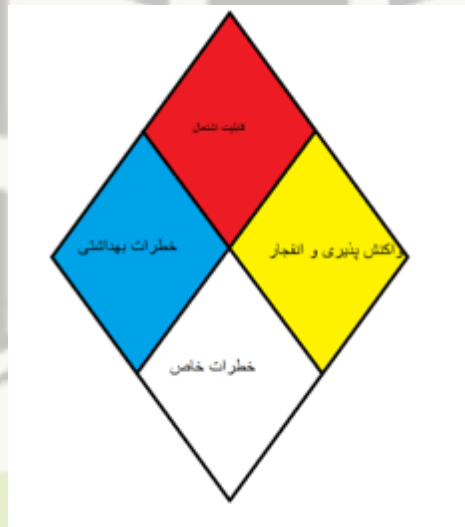 قابلیت اشتعال
خطرات بهداشتی
واکنش پذیری و انفجار
خطرات خاص